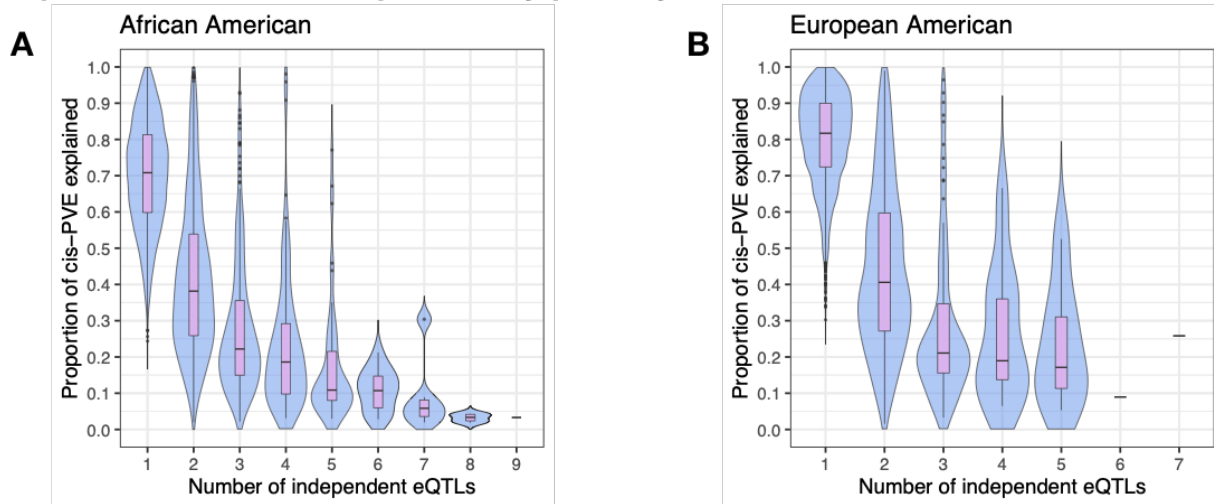 A
African American
Proportion of cis−PVE explained
1.0
0.9
0.8
0.7
0.6
0.5
0.4
0.3
0.2
0.1
0.0
1 2 3 4 5 6 7 8 9
Number of independent eQTLs
B
European American
Proportion of cis−PVE explained
1.0
0.9
0.8
0.7
0.6
0.5
0.4
0.3
0.2
0.1
0.0
1 2 3 4 5 6 7
Number of independent eQTLs